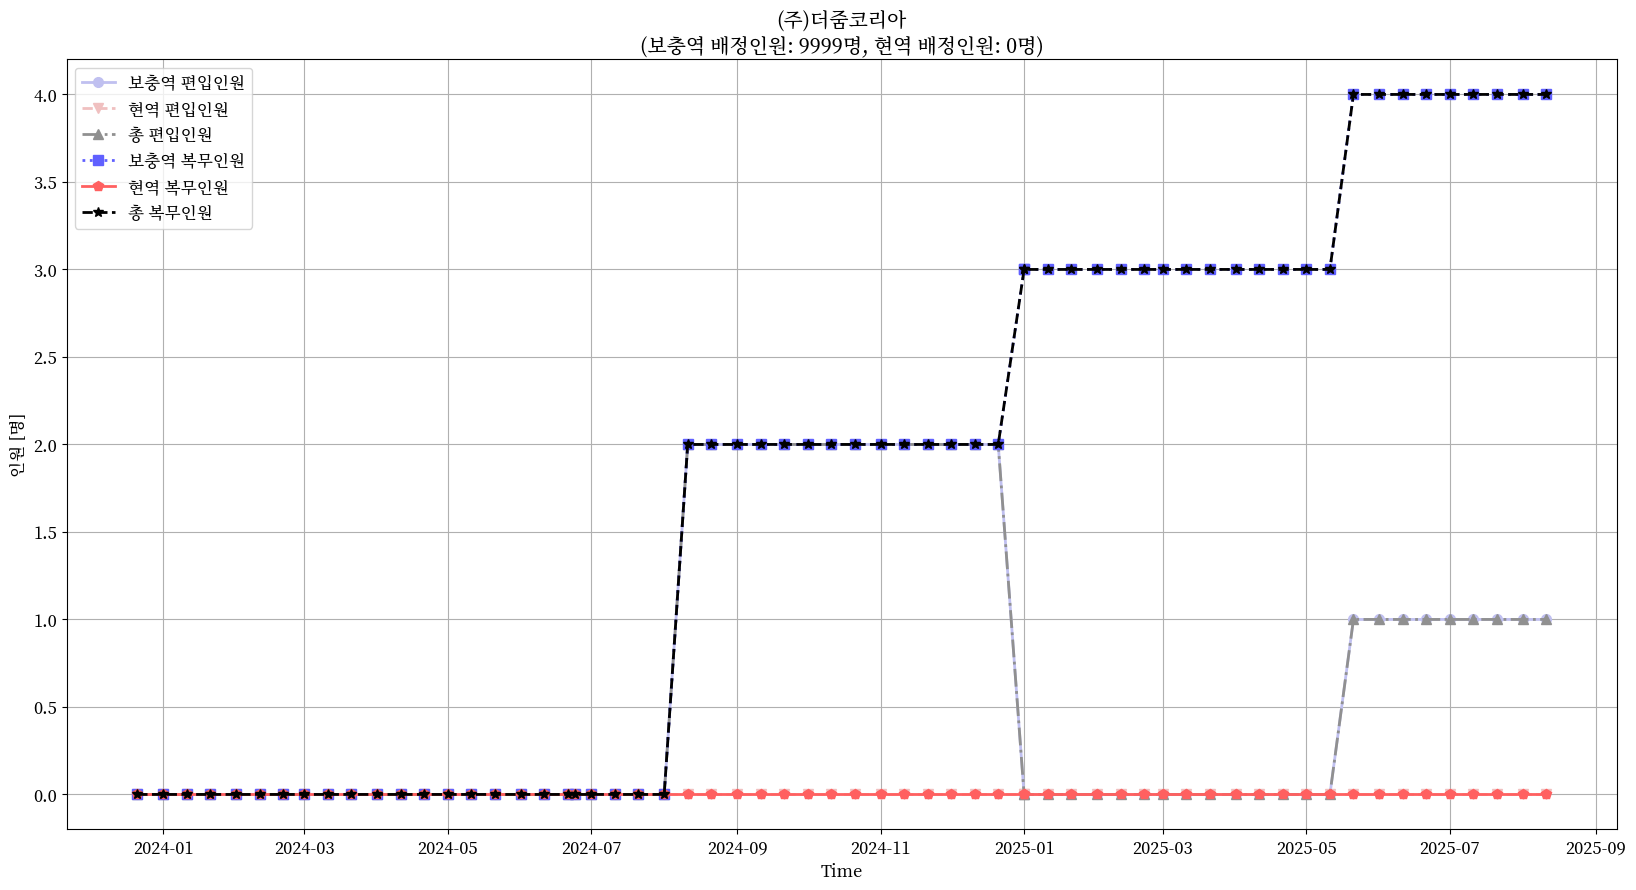 (주)더줌코리아
(보충역 배정인원: 9999명, 현역 배정인원: 0명)
보충역 편입인원
현역 편입인원
총 편입인원
보충역 복무인원
현역 복무인원
총 복무인원
4.0
3.5
3.0
2.5
2.0
1.5
1.0
0.5
0.0
인원 [명]
2024-01
2024-03
2024-05
2024-07
2024-09
2024-11
2025-01
2025-03
2025-05
2025-07
2025-09
Time